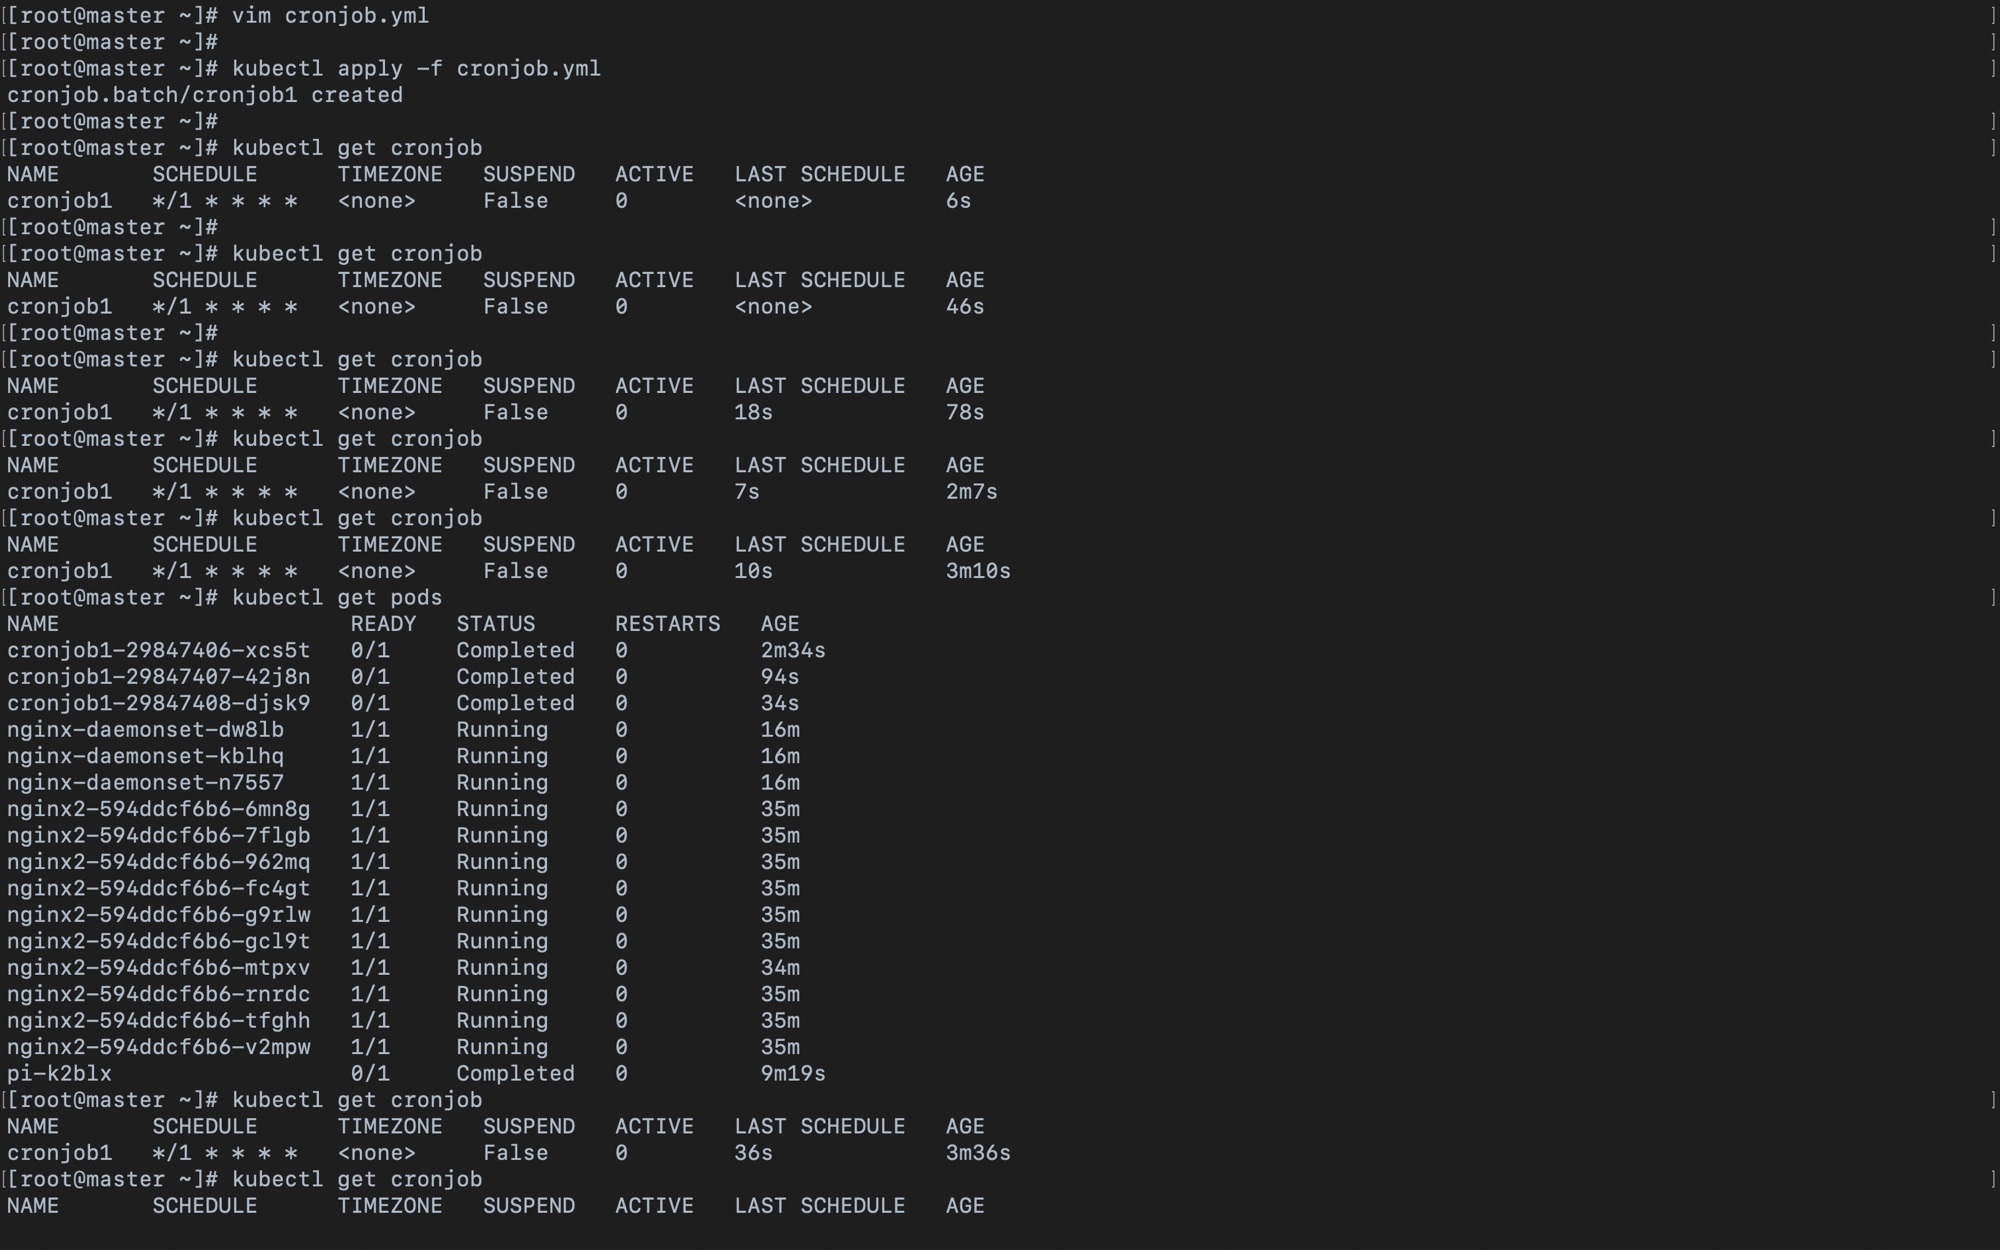 [[root@master ~]# vim cronjob.yml ]
[[root@master ~]# ]
[[root@master ~]# kubectl apply -f cronjob.yml ]
cronjob.batch/cronjob1 created
[[root@master ~]# ]
[[root@master ~]# kubectl get cronjob ]
NAME       SCHEDULE      TIMEZONE   SUSPEND   ACTIVE   LAST SCHEDULE   AGE
cronjob1   */1 * * * *   <none>     False     0        <none>          6s
[[root@master ~]# ]
[[root@master ~]# kubectl get cronjob ]
NAME       SCHEDULE      TIMEZONE   SUSPEND   ACTIVE   LAST SCHEDULE   AGE
cronjob1   */1 * * * *   <none>     False     0        <none>          46s
[[root@master ~]# ]
[[root@master ~]# kubectl get cronjob ]
NAME       SCHEDULE      TIMEZONE   SUSPEND   ACTIVE   LAST SCHEDULE   AGE
cronjob1   */1 * * * *   <none>     False     0        18s             78s
[[root@master ~]# kubectl get cronjob ]
NAME       SCHEDULE      TIMEZONE   SUSPEND   ACTIVE   LAST SCHEDULE   AGE
cronjob1   */1 * * * *   <none>     False     0        7s              2m7s
[[root@master ~]# kubectl get cronjob ]
NAME       SCHEDULE      TIMEZONE   SUSPEND   ACTIVE   LAST SCHEDULE   AGE
cronjob1   */1 * * * *   <none>     False     0        10s             3m10s
[[root@master ~]# kubectl get pods ]
NAME                      READY   STATUS      RESTARTS   AGE
cronjob1-29847406-xcs5t   0/1     Completed   0          2m34s
cronjob1-29847407-42j8n   0/1     Completed   0          94s
cronjob1-29847408-djsk9   0/1     Completed   0          34s
nginx-daemonset-dw8lb     1/1     Running     0          16m
nginx-daemonset-kblhq     1/1     Running     0          16m
nginx-daemonset-n7557     1/1     Running     0          16m
nginx2-594ddcf6b6-6mn8g   1/1     Running     0          35m
nginx2-594ddcf6b6-7flgb   1/1     Running     0          35m
nginx2-594ddcf6b6-962mq   1/1     Running     0          35m
nginx2-594ddcf6b6-fc4gt   1/1     Running     0          35m
nginx2-594ddcf6b6-g9rlw   1/1     Running     0          35m
nginx2-594ddcf6b6-gcl9t   1/1     Running     0          35m
nginx2-594ddcf6b6-mtpxv   1/1     Running     0          34m
nginx2-594ddcf6b6-rnrdc   1/1     Running     0          35m
nginx2-594ddcf6b6-tfghh   1/1     Running     0          35m
nginx2-594ddcf6b6-v2mpw   1/1     Running     0          35m
pi-k2blx                  0/1     Completed   0          9m19s
[[root@master ~]# kubectl get cronjob ]
NAME       SCHEDULE      TIMEZONE   SUSPEND   ACTIVE   LAST SCHEDULE   AGE
cronjob1   */1 * * * *   <none>     False     0        36s             3m36s
[[root@master ~]# kubectl get cronjob ]
NAME       SCHEDULE      TIMEZONE   SUSPEND   ACTIVE   LAST SCHEDULE   AGE